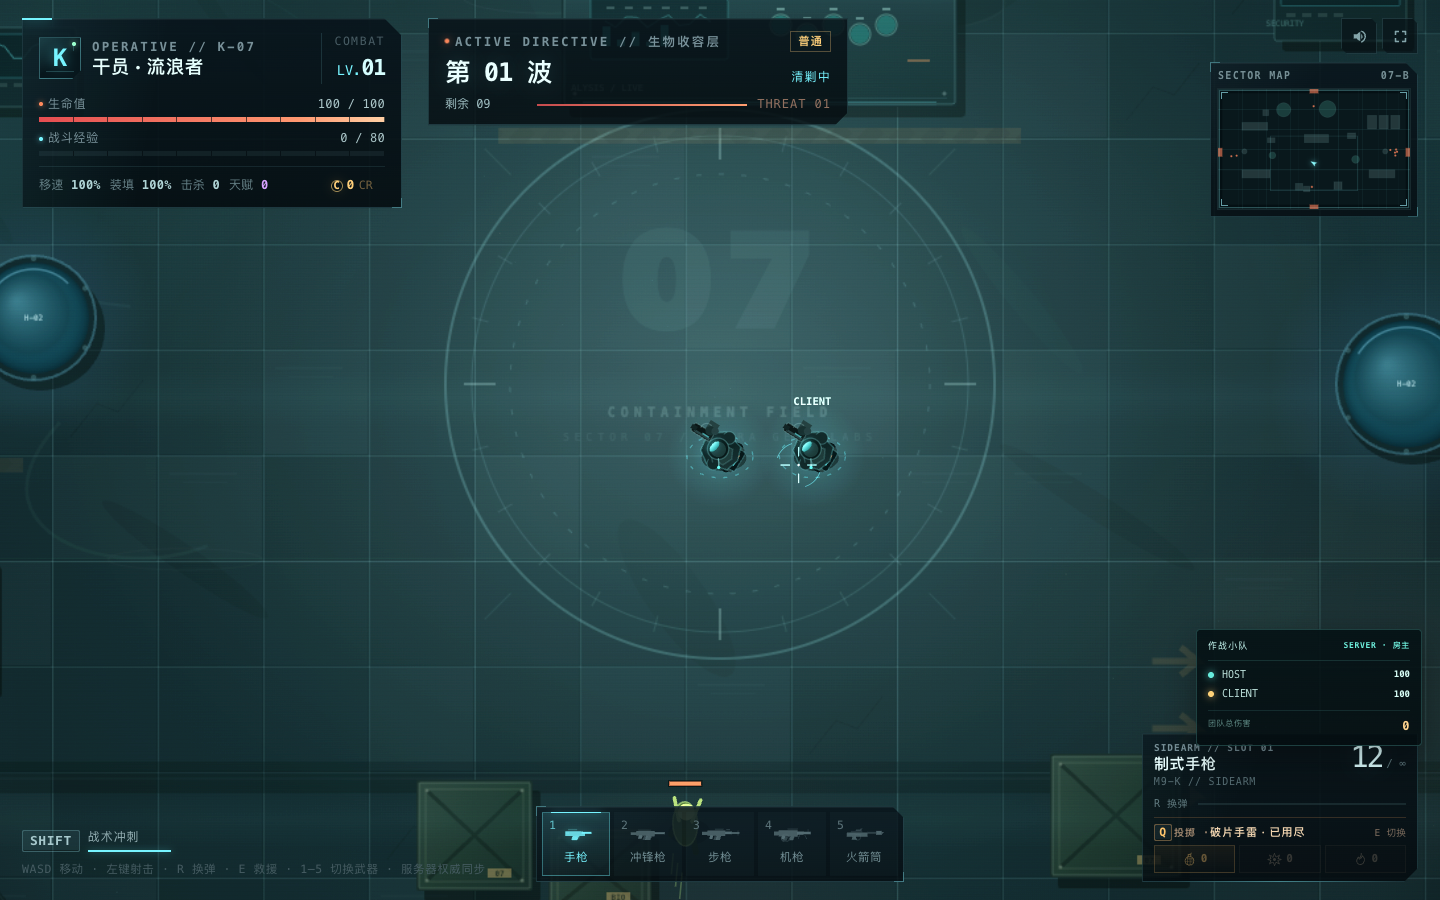 K
OPERATIVE // K-07
干员·流浪者
COMBAT
LV.01
生命值
100 / 100
战斗经验
0 / 80
移速 100% 装填 100% 击杀 0 天赋 0
C 0 CR
ACTIVE DIRECTIVE // 生物收容层
普通
第 01 波
清剿中
剩余 09
THREAT 01
SECURITY
SECTOR MAP
07-B
H-02
H-02
07
CONTAINMENT FIELD
CLIENT
作战小队
SERVER · 房主
HOST
100
CLIENT
100
团队总伤害
0
SIDEARM // SLOT 01
制式手枪
12 / ∞
M9-K // SIDEARM
R 换弹
Q 投掷 ·破片手雷·已用尽
E 切换
0
0
0
SHIFT 战术冲刺
WASD 移动 · 左键射击 · R 换弹 · E 救援 · 1-5 切换武器 · 服务器权威同步
07
1
手枪
2
冲锋枪
3
步枪
4
机枪
5
火箭筒